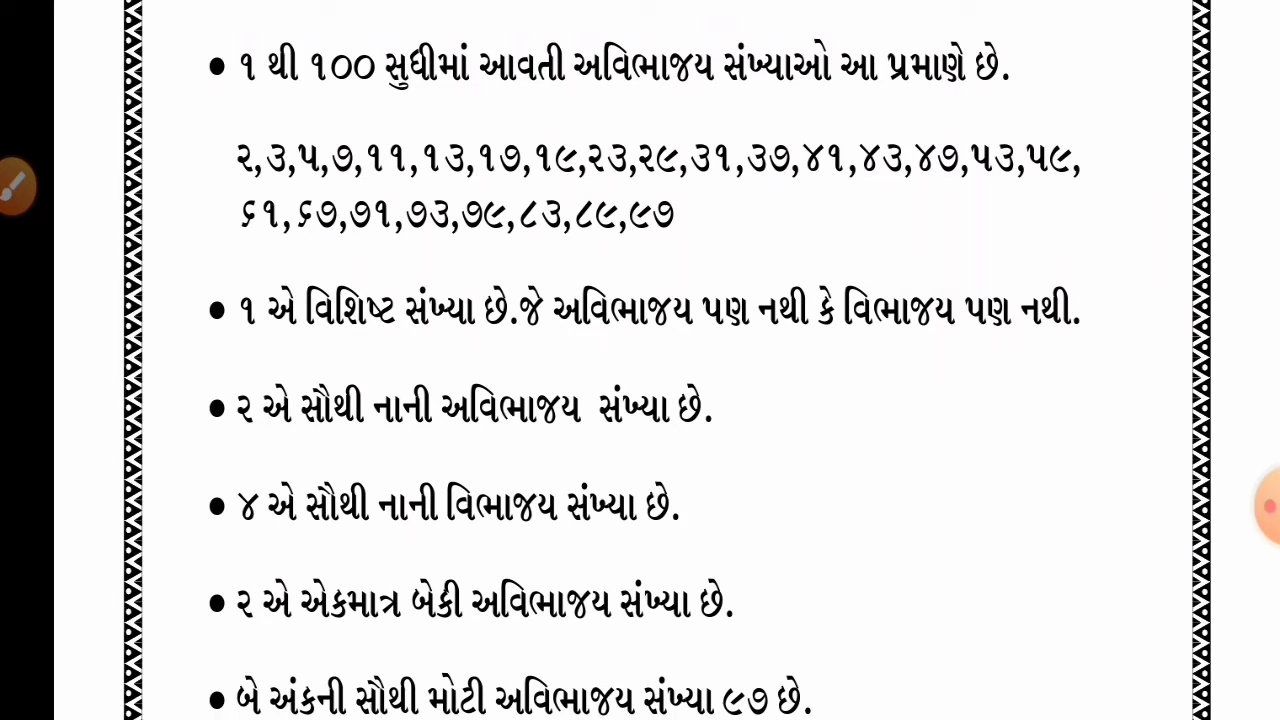 • ૧ થી ૧૦૦ સુધીમાં આવતી અવિભાજય સંખ્યાઓ આ પ્રમાણે છે.
૨,૩,૫,૭,૧૧,૧૩,૧૭,૧૯,૨૩,૨૯,૩૧,૩૭,૪૧,૪૩,૪૭,૫૩,૫૯,
૬૧,૬૭,૭૧,૭૩,૭૯,૮૩,૮૯,૯૭
• ૧ એ વિશિષ્ટ સંખ્યા છે.જે અવિભાજય પણ નથી કે વિભાજય પણ નથી.
• ૨ એ સૌથી નાની અવિભાજય સંખ્યા છે.
• ૪ એ સૌથી નાની વિભાજય સંખ્યા છે.
• ૨ એ એકમાત્ર બેકી અવિભાજય સંખ્યા છે.
• બે અંકની સૌથી મોટી અવિભાજય સંખ્યા ૯૭ છે.